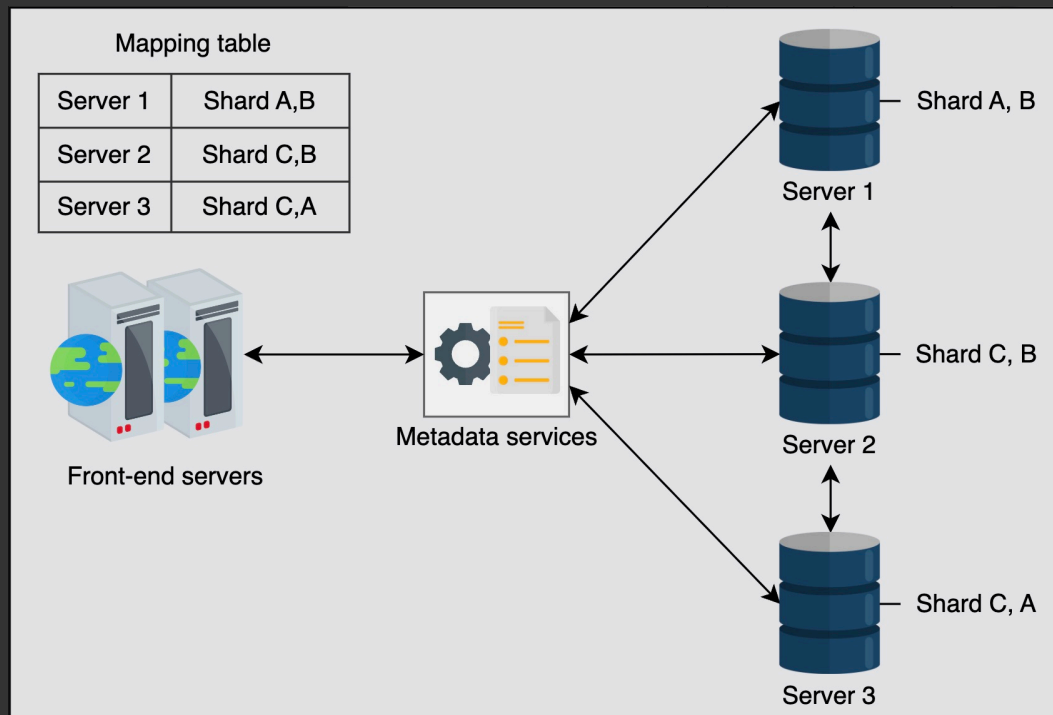 Mapping table
Server 1 Shard A,B
Server 2 Shard C,B
Server 3 Shard C,A
Front-end servers
Metadata services
Shard A, B
Server 1
Shard C, B
Server 2
Shard C, A
Server 3